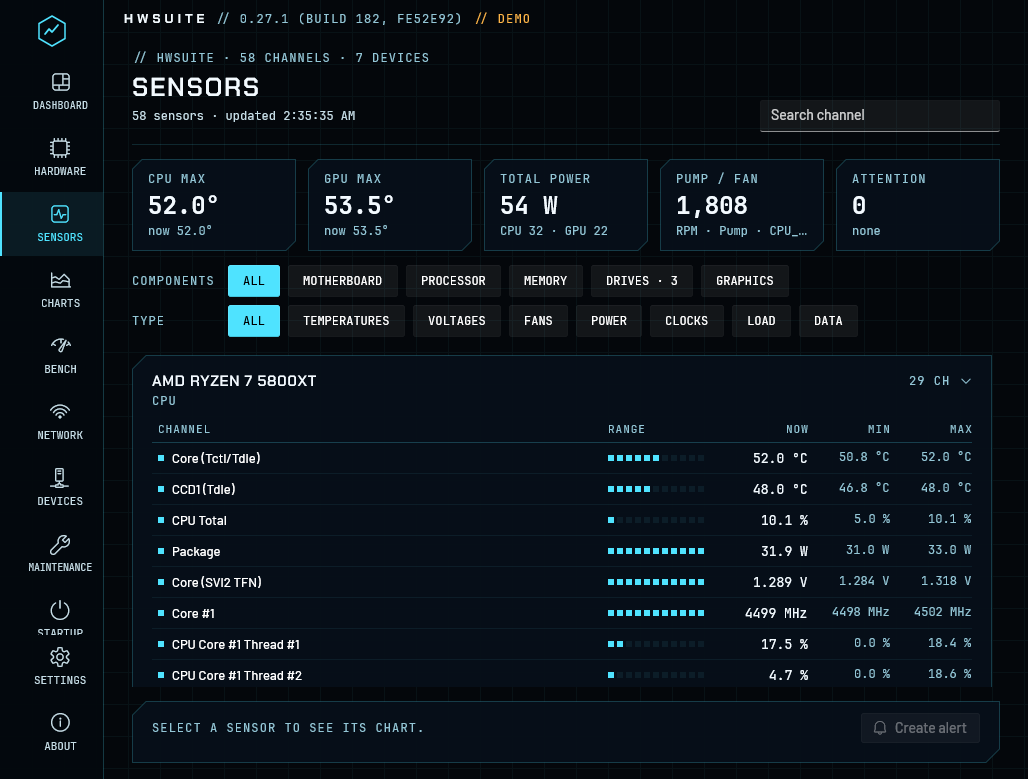 HWSUITE // 0.27.1 (BUILD 182, FE52E92) // DEMO
DASHBOARD
HARDWARE
SENSORS
CHARTS
BENCH
NETWORK
DEVICES
MAINTENANCE
STARTUP
SETTINGS
ABOUT
// HWSUITE · 58 CHANNELS · 7 DEVICES
SENSORS
58 sensors · updated 2:35:35 AM
Search channel
CPU MAX
52.0°
now 52.0°
GPU MAX
53.5°
now 53.5°
TOTAL POWER
54 W
CPU 32 · GPU 22
PUMP / FAN
1,808
RPM · Pump · CPU_…
ATTENTION
0
none
COMPONENTS ALL MOTHERBOARD PROCESSOR MEMORY DRIVES · 3 GRAPHICS
TYPE ALL TEMPERATURES VOLTAGES FANS POWER CLOCKS LOAD DATA
AMD RYZEN 7 5800XT 29 CH
CPU
CHANNEL RANGE NOW MIN MAX
Core (Tctl/Tdie) 52.0 °C 50.8 °C 52.0 °C
CCD1 (Tdie) 48.0 °C 46.8 °C 48.0 °C
CPU Total 10.1 % 5.0 % 10.1 %
Package 31.9 W 31.0 W 33.0 W
Core (SVI2 TFN) 1.289 V 1.284 V 1.318 V
Core #1 4499 MHz 4498 MHz 4502 MHz
CPU Core #1 Thread #1 17.5 % 0.0 % 18.4 %
CPU Core #1 Thread #2 4.7 % 0.0 % 18.6 %
SELECT A SENSOR TO SEE ITS CHART.
Create alert